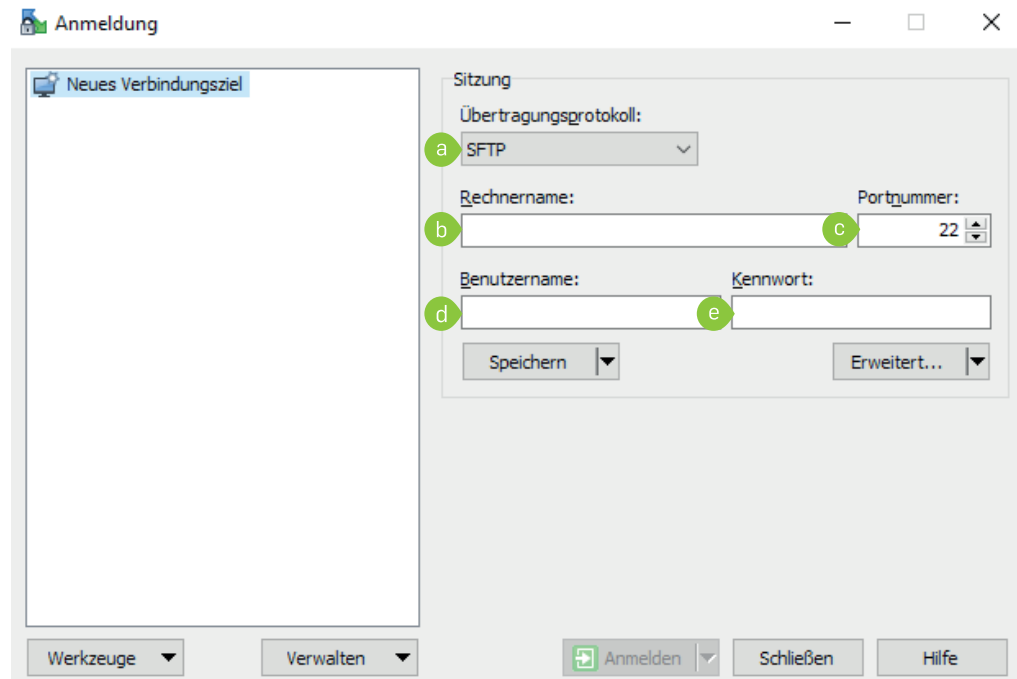 Anmeldung
Neues Verbindungsziel
Sitzung
Übertragungsprotokoll:
a SFTP
Rechnername: Portnummer:
b c 22
Benutzername: Kennwort:
d e
Speichern Erweitert...
Werkzeuge Verwalten Anmelden Schließen Hilfe